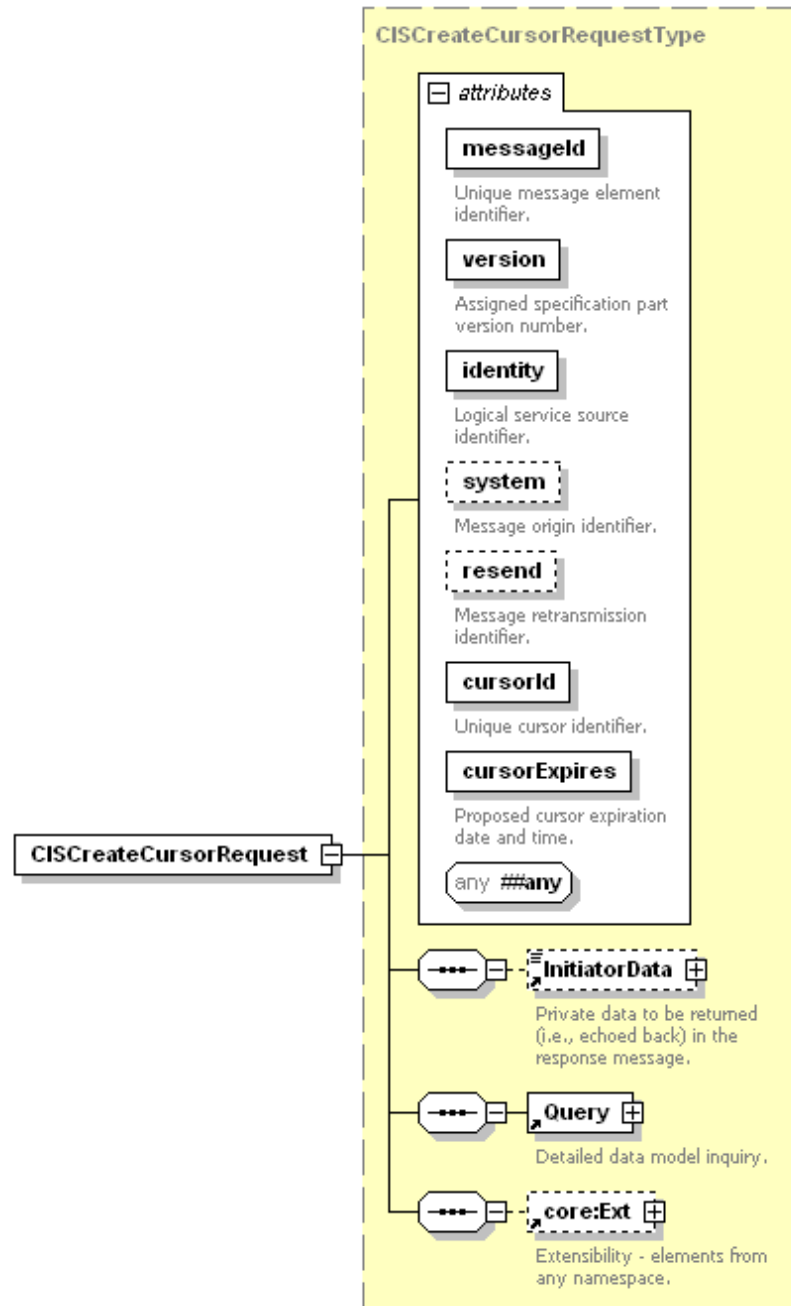 CISCreateCursorRequestType
attributes
messageId
Unique message element
identifier.
version
Assigned specification part
version number.
identity
Logical service source
identifier.
system
Message origin identifier.
resend
Message retransmission
identifier.
cursorId
Unique cursor identifier.
cursorExpires
Proposed cursor expiration
date and time.
any ##any
CISCreateCursorRequest
InitiatorData
Private data to be returned
(i.e., echoed back) in the
response message.
Query
Detailed data model inquiry.
core:Ext
Extensibility - elements from
any namespace.